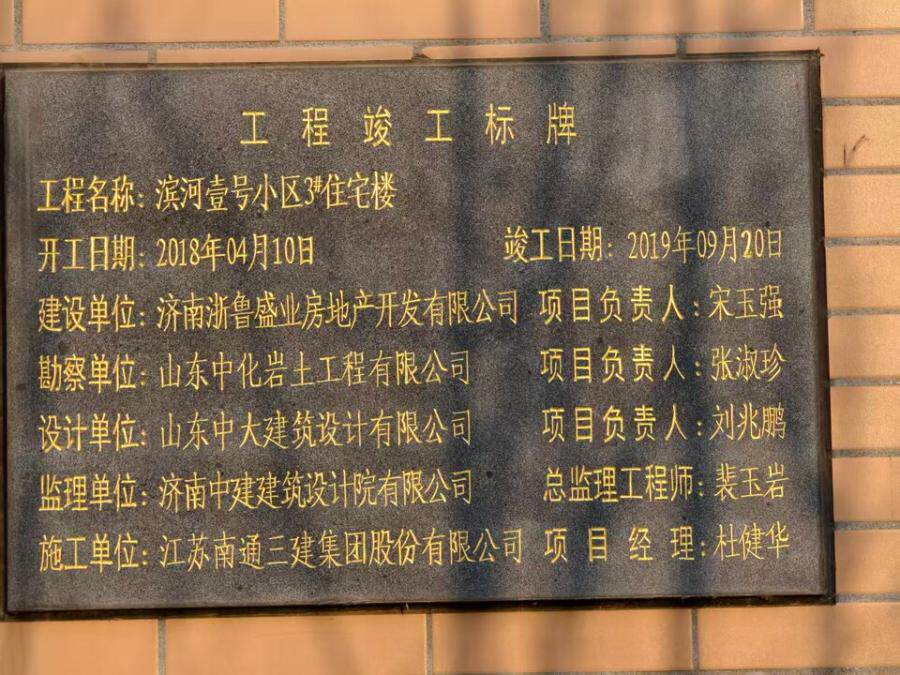 工程竣工标牌
工程名称：滨河壹号小区3#住宅楼
开工日期：2018年04月10日 竣工日期：2019年09月20日
建设单位：济南浙鲁盛业房地产开发有限公司 项目负责人：宋玉强
勘察单位：山东中化岩土工程有限公司 项目负责人：张淑珍
设计单位：山东中大建筑设计有限公司 项目负责人：刘兆鹏
监理单位：济南中建建筑设计院有限公司 总监理工程师：裴玉岩
施工单位：江苏南通三建集团股份有限公司 项目经理：杜健华